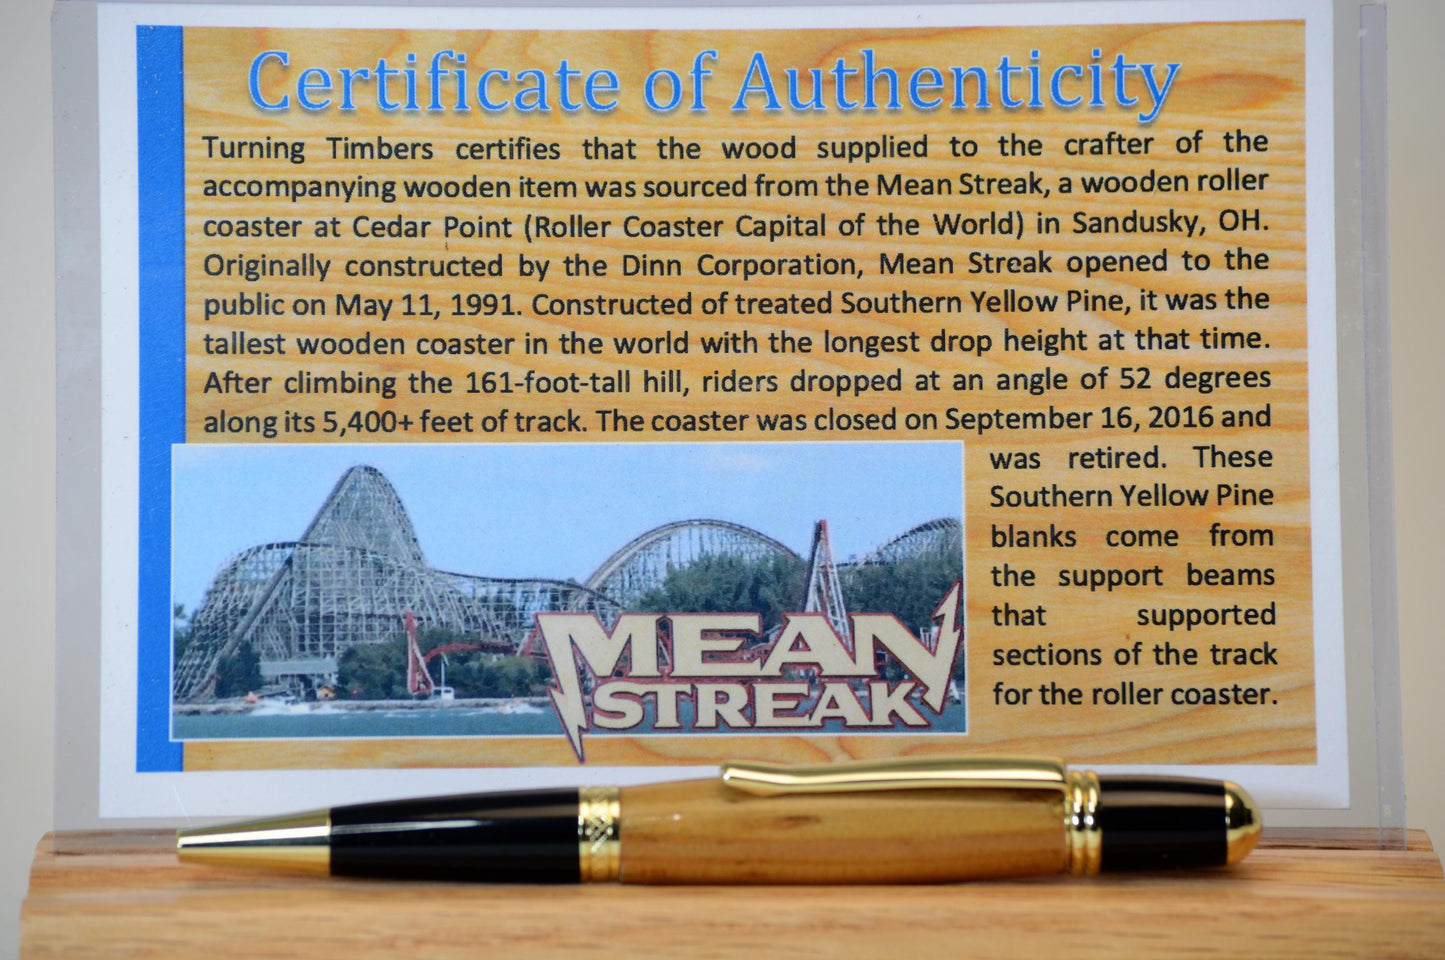 Certificate of Authenticity
Turning Timbers certifies that the wood supplied to the crafter of the
accompanying wooden item was sourced from the Mean Streak, a wooden roller
coaster at Cedar Point (Roller Coaster Capital of the World) in Sandusky, OH.
Originally constructed by the Dinn Corporation, Mean Streak opened to the
public on May 11, 1991. Constructed of treated Southern Yellow Pine, it was the
tallest wooden coaster in the world with the longest drop height at that time.
After climbing the 161-foot-tall hill, riders dropped at an angle of 52 degrees
along its 5,400+ feet of track. The coaster was closed on September 16, 2016 and
was retired. These
Southern Yellow Pine
blanks come from
the support beams
that supported
sections of the track
for the roller coaster.
MEAN
STREAK